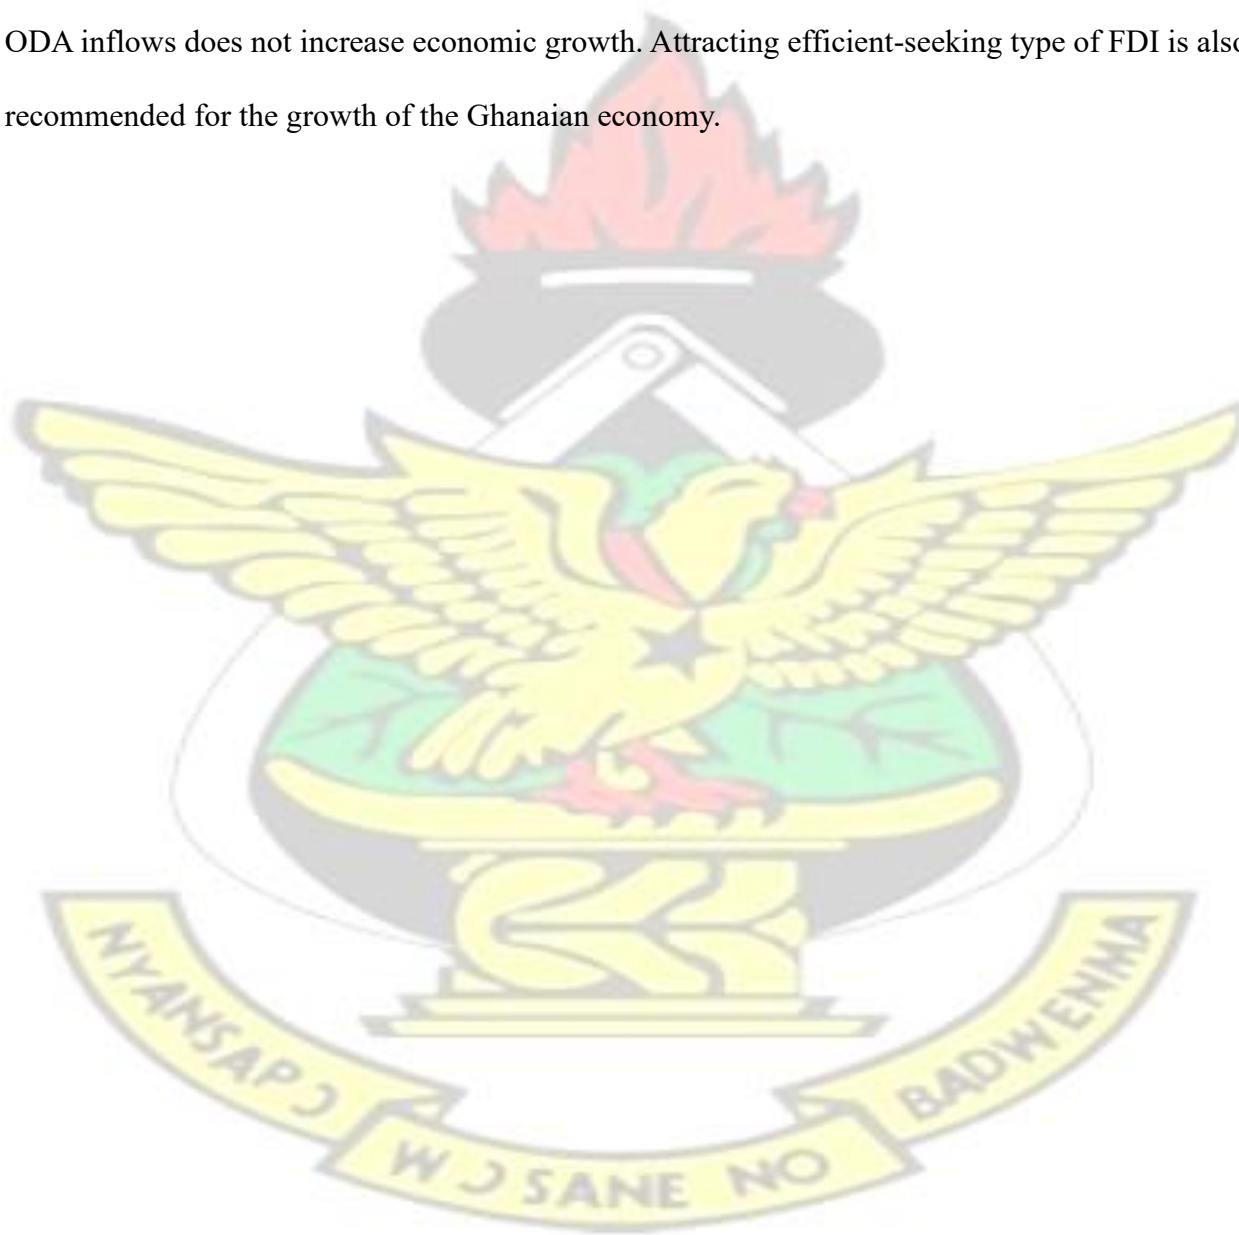 ODA inflows does not increase economic growth. Attracting efficient-seeking type of FDI is also
recommended for the growth of the Ghanaian economy.
NYANSAPƆ
WƆSANE NO
BADWENMA